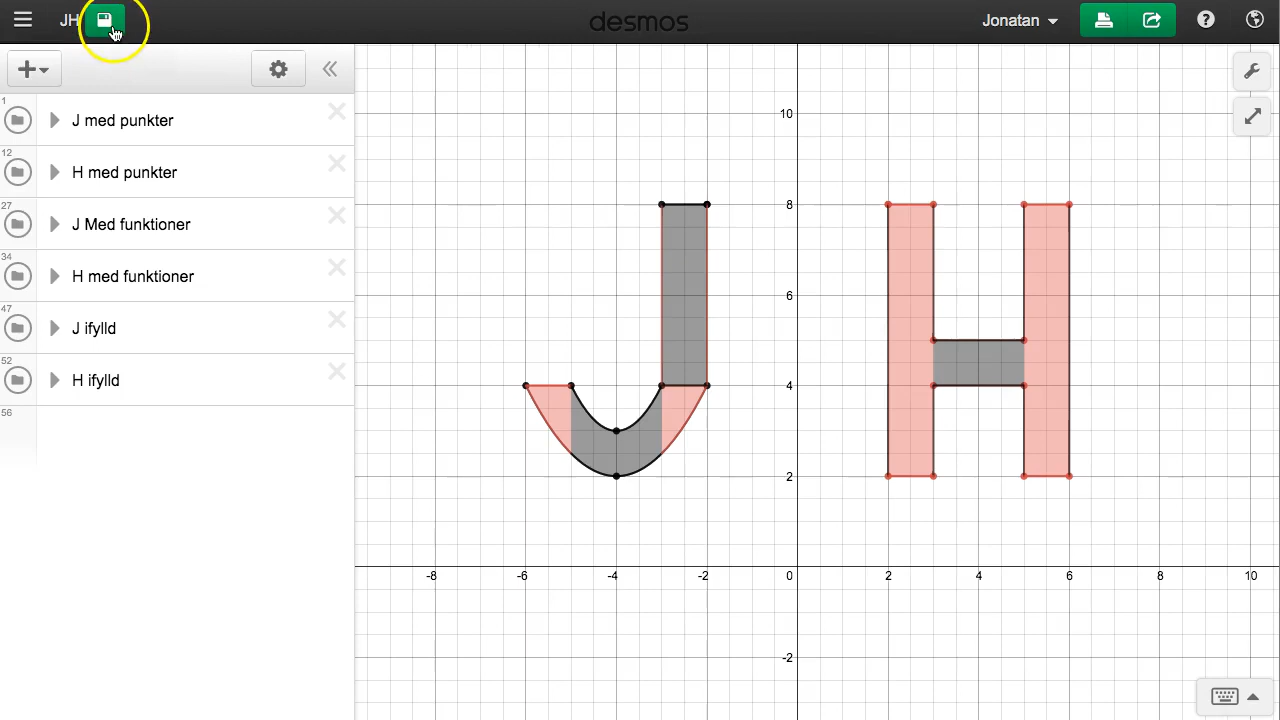 JH
desmos
Jonatan
1
J med punkter
12
H med punkter
27
J Med funktioner
34
H med funktioner
47
J ifylld
52
H ifylld
56
10
8
6
4
2
-8 -6 -4 -2 0 2 4 6 8 10
-2